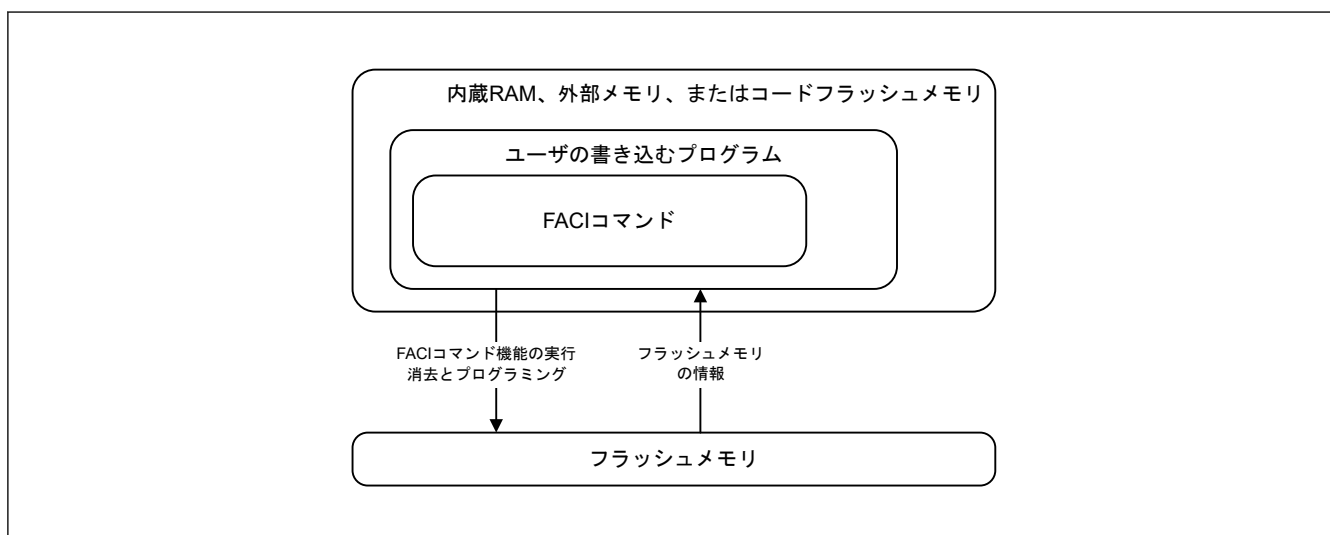 内蔵RAM、外部メモリ、またはコードフラッシュメモリ
ユーザの書き込むプログラム
FACIコマンド
FACIコマンド機能の実行
消去とプログラミング
フラッシュメモリ
の情報
フラッシュメモリ